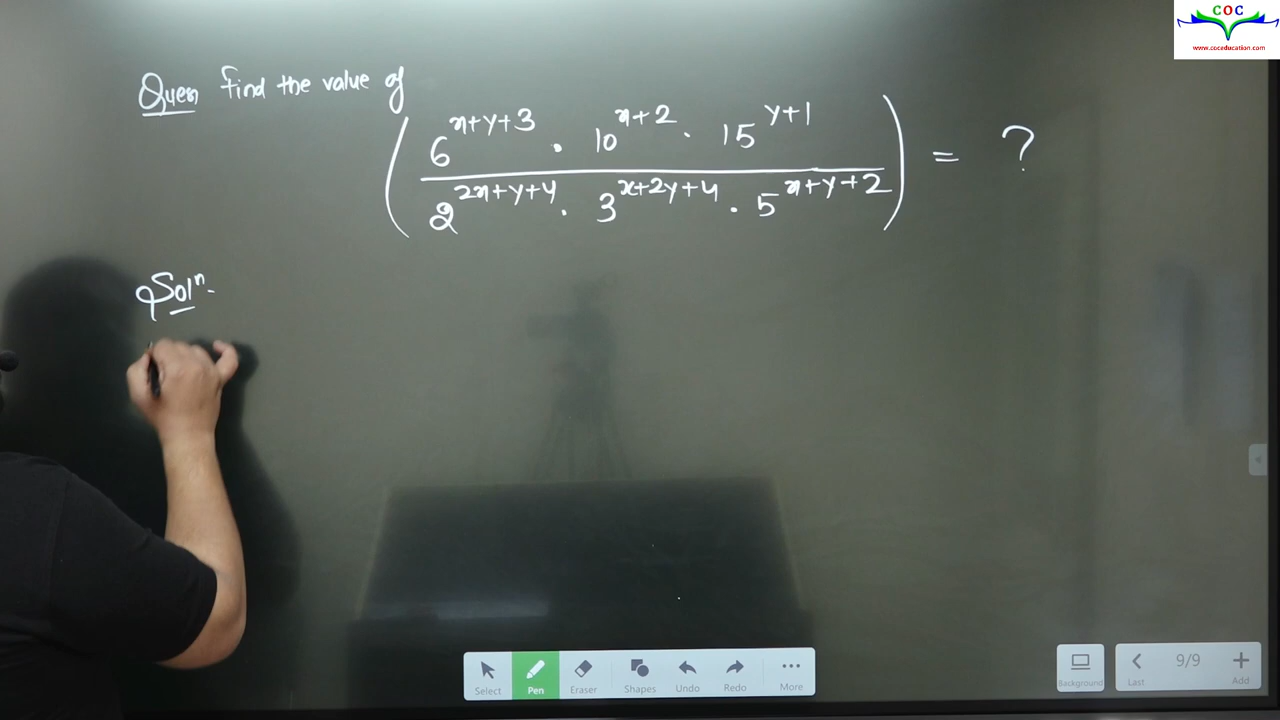 COC
www.coceducation.com
Ques Find the value of
( 6^{x+y+3} · 10^{x+2} · 15^{y+1} / 2^{2x+y+4} · 3^{x+2y+4} · 5^{x+y+2} ) = ?
Solⁿ-
Select Pen Eraser Shapes Undo Redo More
Background
Last 9/9 Add